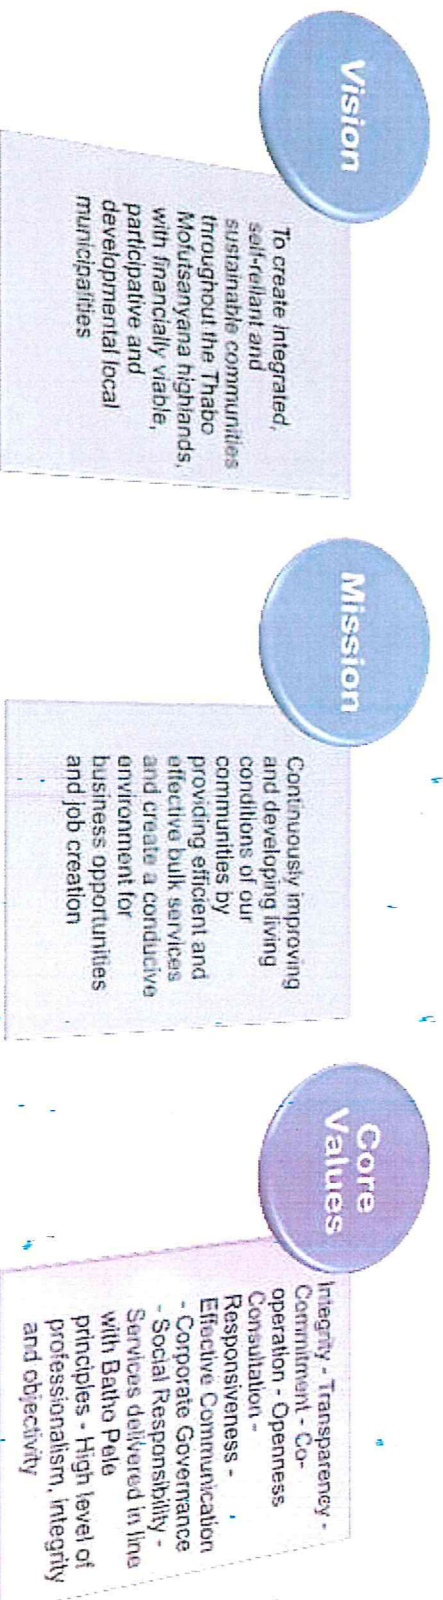 Vision
To create integrated,
self-reliant and
sustainable communities
throughout the Thabo
Mofutsanyana highlands,
with financially viable,
participative and
developmental local
municipalities
Mission
Continuously improving
and developing living
conditions of our
communities by
providing efficient and
effective bulk services
and create a conducive
environment for
business opportunities
and job creation
Core
Values
Integrity - Transparency -
Commitment - Co-
operation - Openness
Consultation -
Responsiveness -
Effective Communication
- Corporate Governance
- Social Responsibility -
Services delivered in line
with Batho Pele
principles - High level of
professionalism, integrity
and objectivity